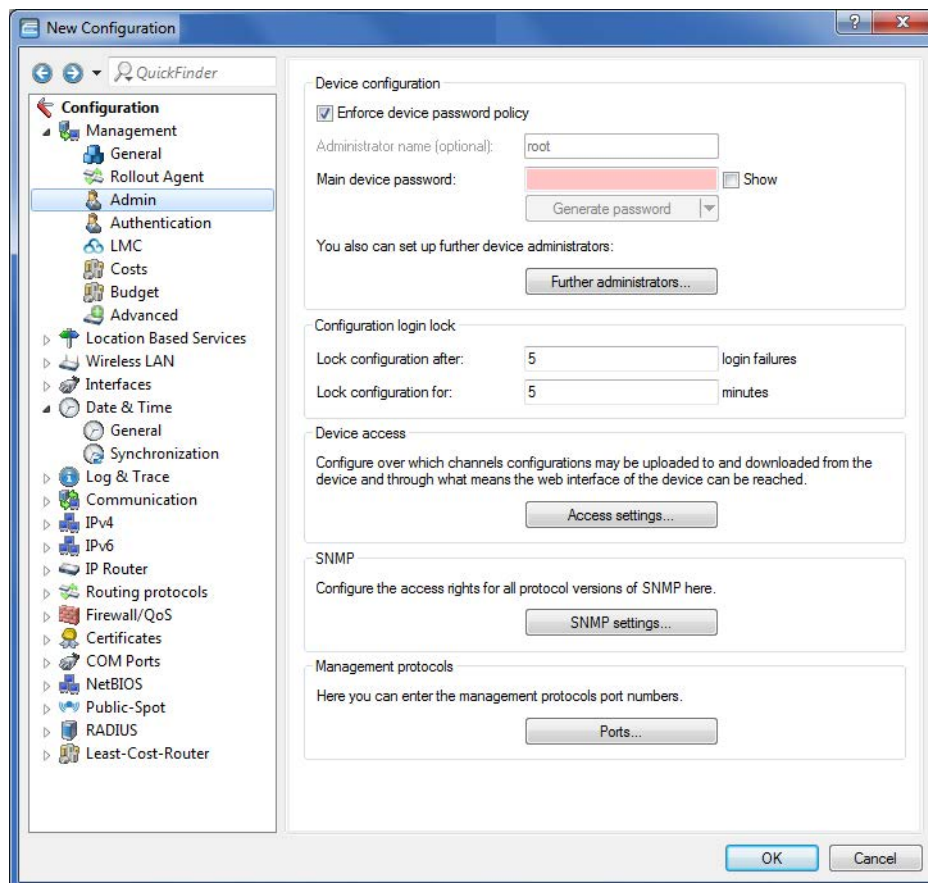 New Configuration
?
QuickFinder
Configuration
Management
General
Rollout Agent
Admin
Authentication
LMC
Costs
Budget
Advanced
Location Based Services
Wireless LAN
Interfaces
Date & Time
General
Synchronization
Log & Trace
Communication
IPv4
IPv6
IP Router
Routing protocols
Firewall/QoS
Certificates
COM Ports
NetBIOS
Public-Spot
RADIUS
Least-Cost-Router
Device configuration
Enforce device password policy
Administrator name (optional): root
Main device password: Show
Generate password
You also can set up further device administrators:
Further administrators...
Configuration login lock
Lock configuration after: 5 login failures
Lock configuration for: 5 minutes
Device access
Configure over which channels configurations may be uploaded to and downloaded from the
device and through what means the web interface of the device can be reached.
Access settings...
SNMP
Configure the access rights for all protocol versions of SNMP here.
SNMP settings...
Management protocols
Here you can enter the management protocols port numbers.
Ports...
OK Cancel